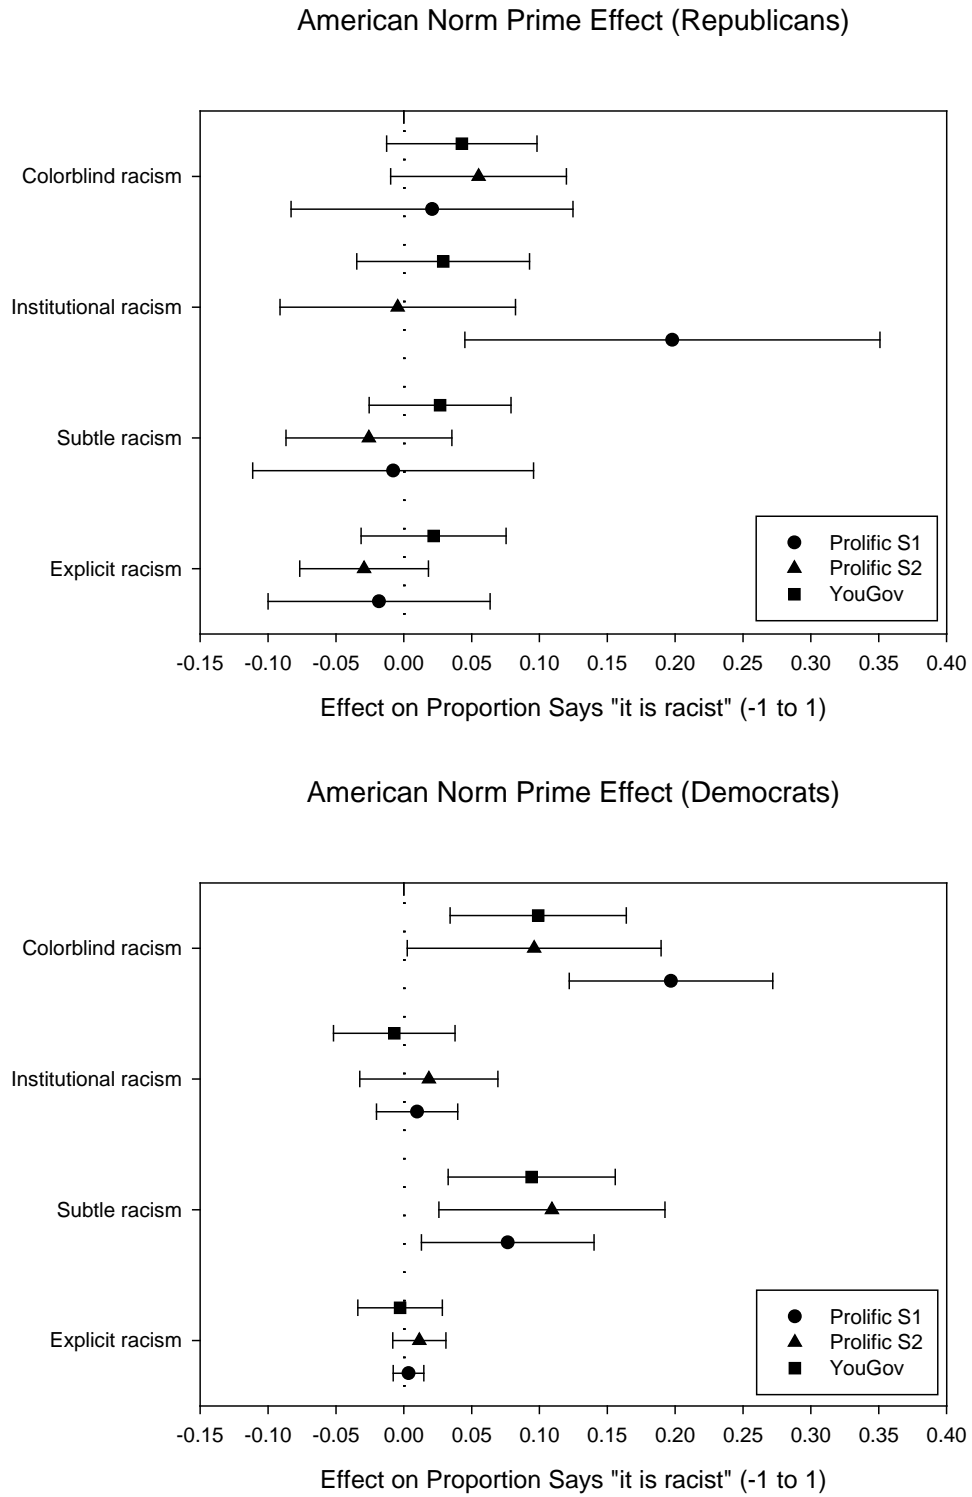 American Norm Prime Effect (Republicans)
Colorblind racism
Institutional racism
Subtle racism
Explicit racism
Prolific S1
Prolific S2
YouGov
-0.15 -0.10 -0.05 0.00 0.05 0.10 0.15 0.20 0.25 0.30 0.35 0.40
Effect on Proportion Says "it is racist" (-1 to 1)
American Norm Prime Effect (Democrats)
Colorblind racism
Institutional racism
Subtle racism
Explicit racism
Prolific S1
Prolific S2
YouGov
-0.15 -0.10 -0.05 0.00 0.05 0.10 0.15 0.20 0.25 0.30 0.35 0.40
Effect on Proportion Says "it is racist" (-1 to 1)